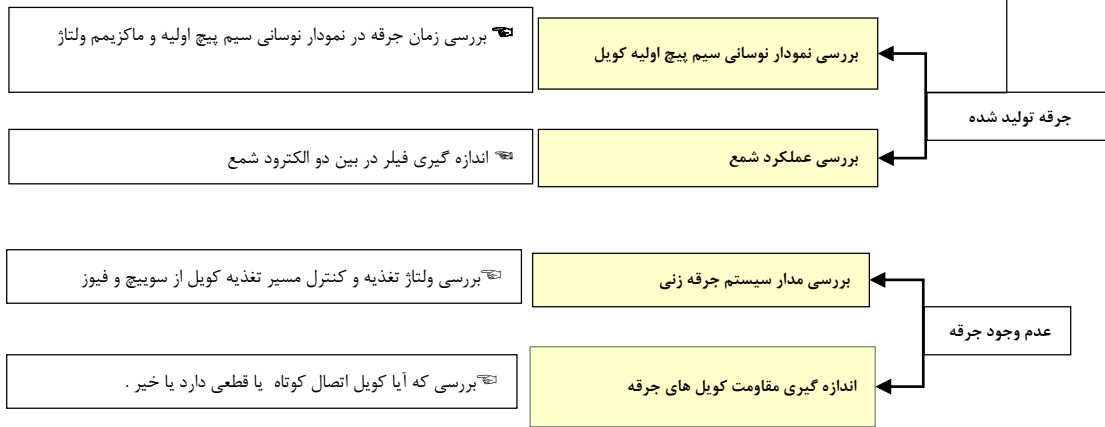 جرقه تولید شده
بررسی نمودار نوسانی سیم پیچ اولیه کویل
☜ بررسی زمان جرقه در نمودار نوسانی سیم پیچ اولیه و ماکزیمم ولتاژ
بررسی عملکرد شمع
☜ اندازه گیری فیلر در بین دو الکترود شمع
عدم وجود جرقه
بررسی مدار سیستم جرقه زنی
☜بررسی ولتاژ تغذیه و کنترل مسیر تغذیه کویل از سوییچ و فیوز
اندازه گیری مقاومت کویل های جرقه
☜بررسی که آیا کویل اتصال کوتاه یا قطعی دارد یا خیر .